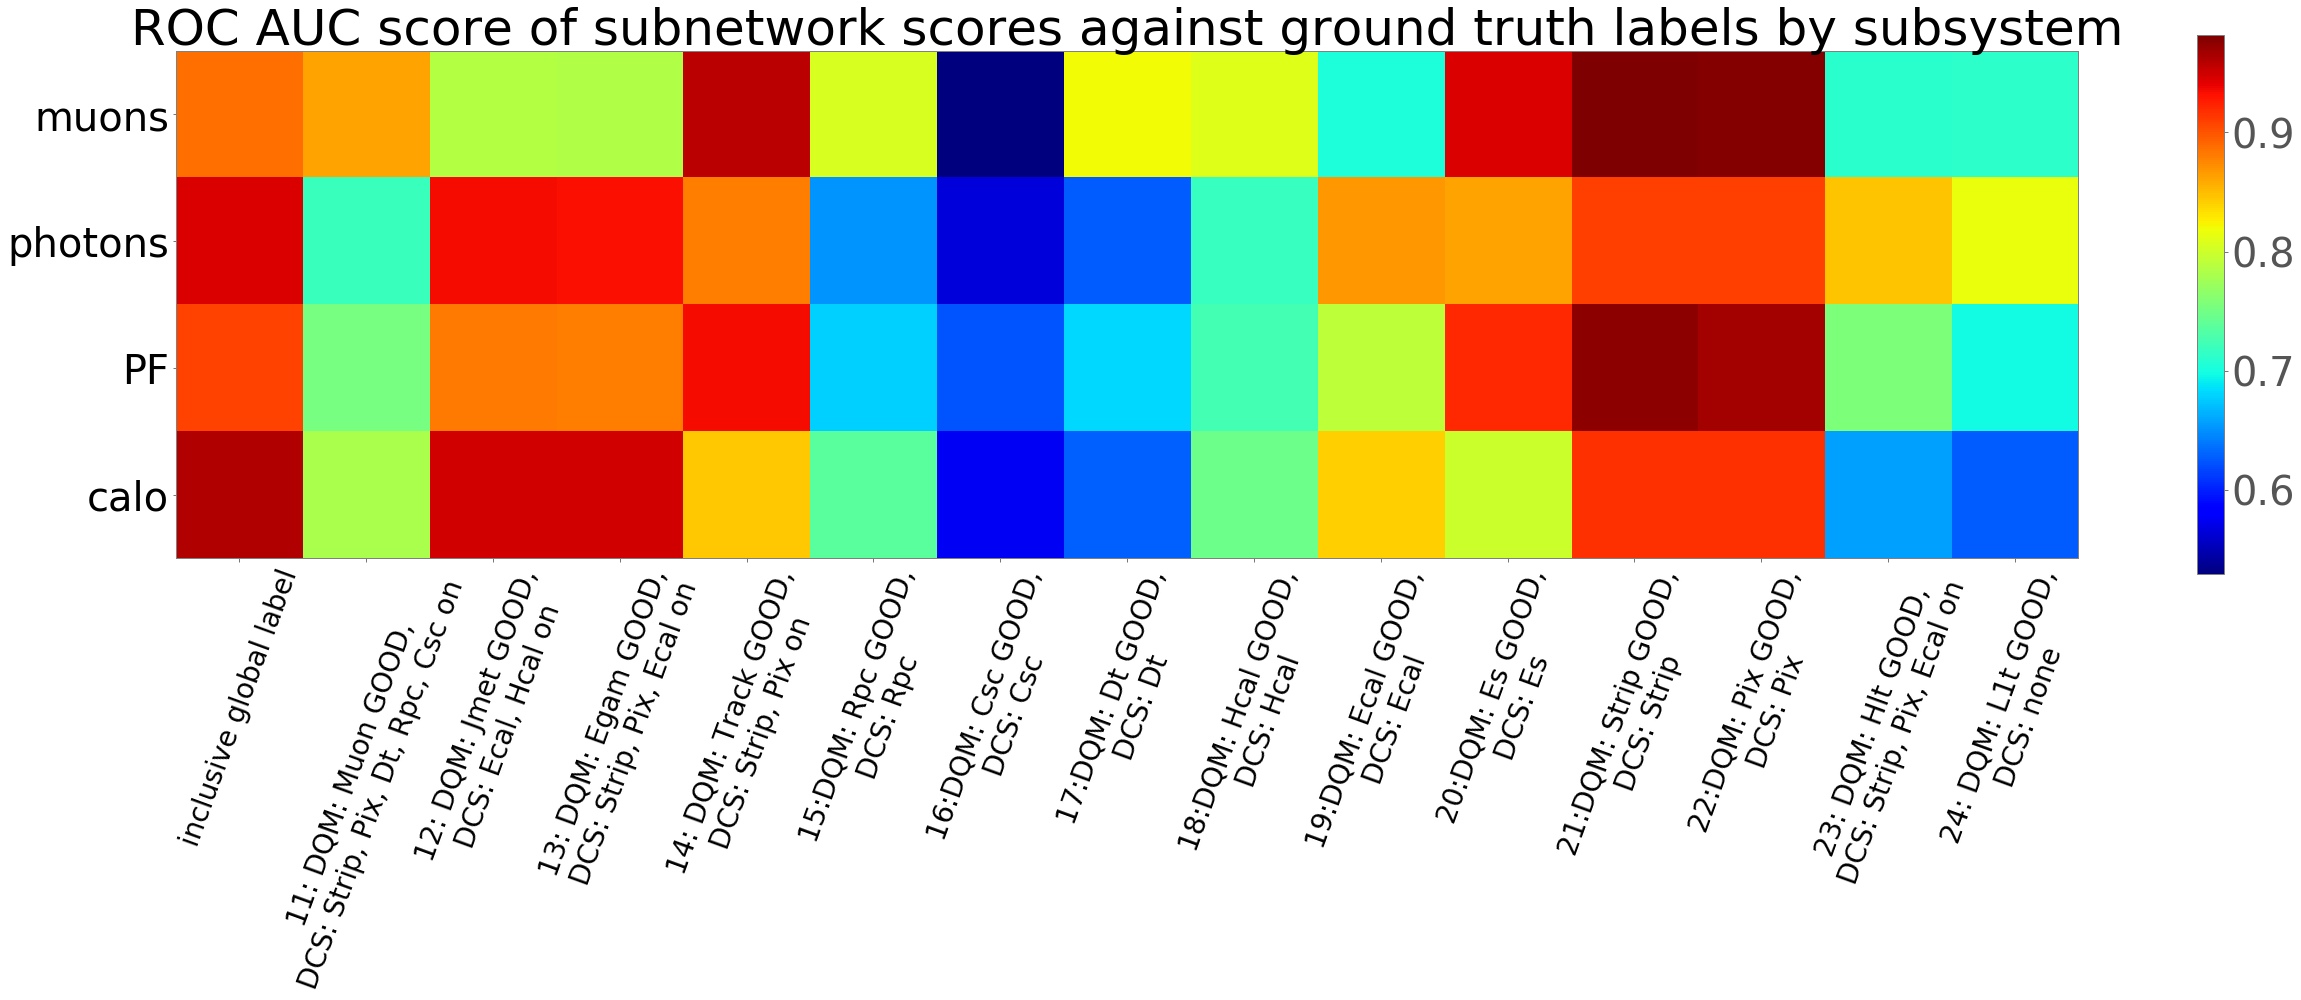 ROC AUC score of subnetwork scores against ground truth labels by subsystem
muons
photons
PF
calo
0.9
0.8
0.7
0.6
inclusive global label
11: DQM: Muon GOOD,
DCS: Strip, Pix, Dt, Rpc, Csc on
12: DQM: Jmet GOOD,
DCS: Ecal, Hcal on
13: DQM: Egam GOOD,
DCS: Strip, Pix, Ecal on
14: DQM: Track GOOD,
DCS: Strip, Pix on
15:DQM: Rpc GOOD,
DCS: Rpc
16:DQM: Csc GOOD,
DCS: Csc
17:DQM: Dt GOOD,
DCS: Dt
18:DQM: Hcal GOOD,
DCS: Hcal
19:DQM: Ecal GOOD,
DCS: Ecal
20:DQM: Es GOOD,
DCS: Es
21:DQM: Strip GOOD,
DCS: Strip
22:DQM: Pix GOOD,
DCS: Pix
23: DQM: Hlt GOOD,
DCS: Strip, Pix, Ecal on
24: DQM: L1t GOOD,
DCS: none